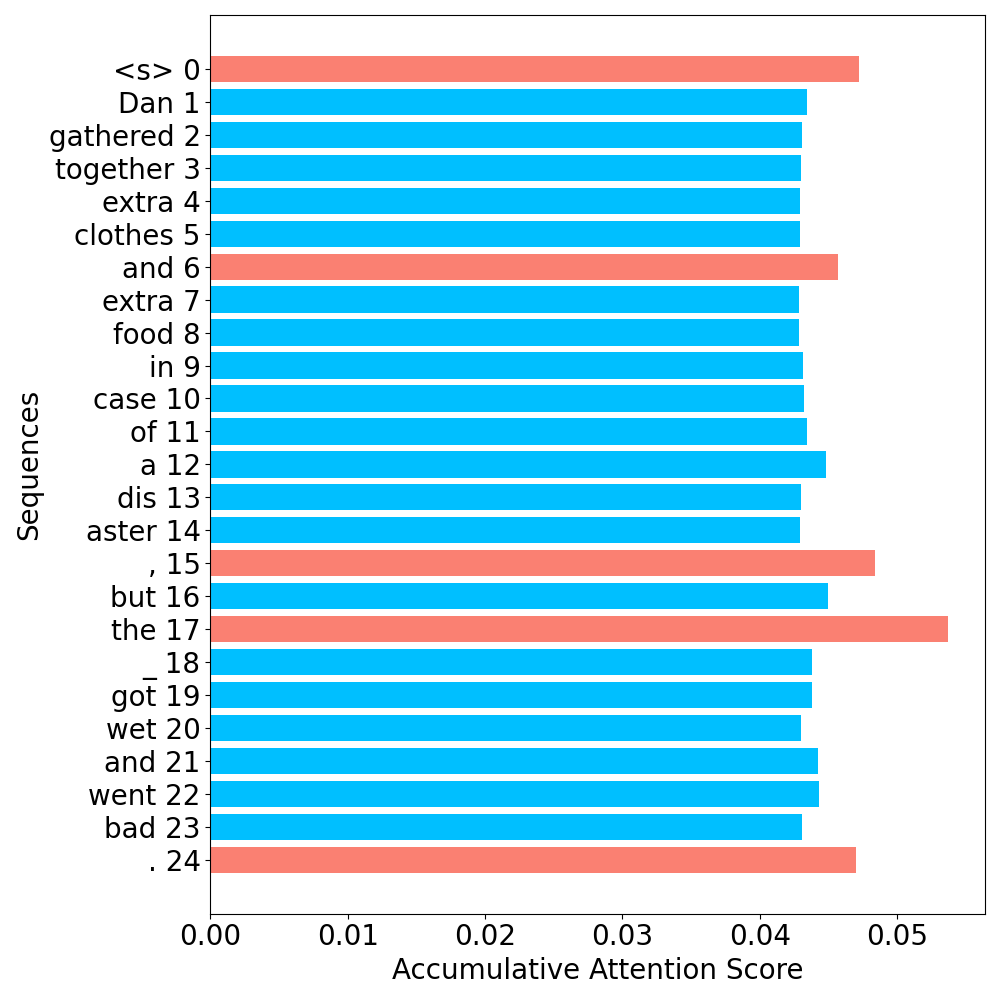 <s> 0
Dan 1
gathered 2
together 3
extra 4
clothes 5
and 6
extra 7
food 8
in 9
case 10
of 11
a 12
dis 13
aster 14
, 15
but 16
the 17
_ 18
got 19
wet 20
and 21
went 22
bad 23
. 24
Sequences
0.00 0.01 0.02 0.03 0.04 0.05
Accumulative Attention Score